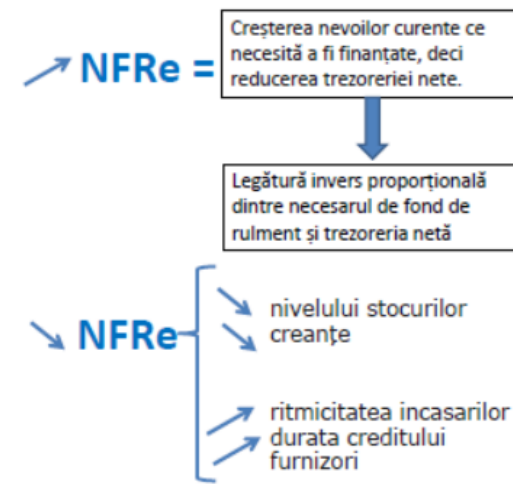 Creșterea nevoilor curente ce
necesită a fi finanțate, deci
reducerea trezoreriei nete.
NFRe =
Legătură invers proporțională
dintre necesarul de fond de
rulment și trezoreria netă
NFRe
nivelului stocurilor
creanțe
ritmicitatea incasarilor
durata creditului
furnizori